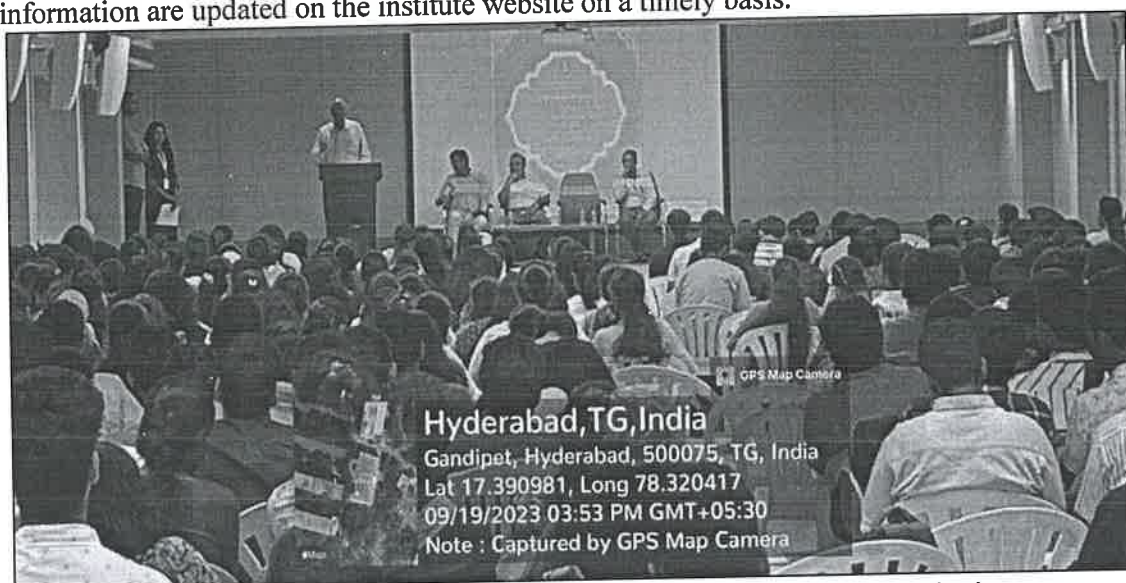 information are updated on the institute website on a timely basis.
GPS Map Camera
Hyderabad,TG,India
Gandipet, Hyderabad, 500075, TG, India
Lat 17.390981, Long 78.320417
09/19/2023 03:53 PM GMT+05:30
Note : Captured by GPS Map Camera